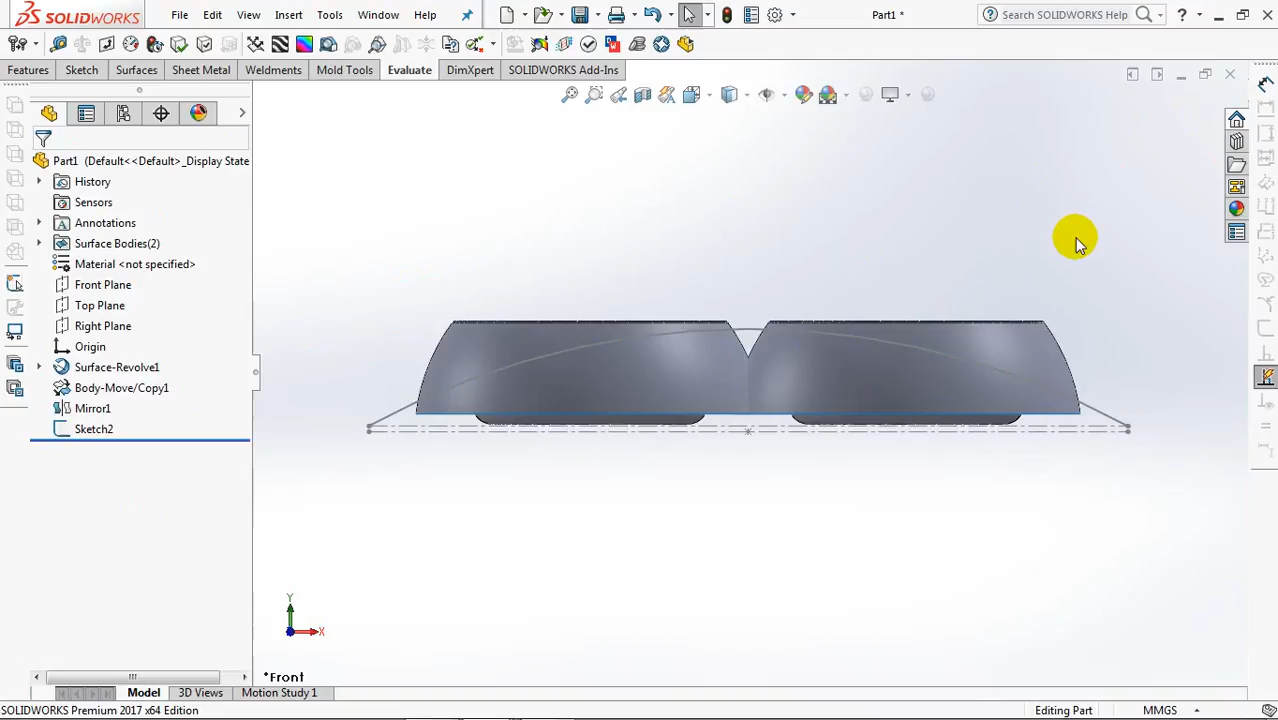 DS SOLIDWORKS File Edit View Insert Tools Window Help Part1 * Search SOLIDWORKS Help ?
Features Sketch Surfaces Sheet Metal Weldments Mold Tools Evaluate DimXpert SOLIDWORKS Add-Ins
Part1 (Default<<Default>_Display State
History
Sensors
Annotations
Surface Bodies(2)
Material <not specified>
Front Plane
Top Plane
Right Plane
Origin
Surface-Revolve1
Body-Move/Copy1
Mirror1
Sketch2
Y
X
*Front
Model 3D Views Motion Study 1
SOLIDWORKS Premium 2017 x64 Edition Editing Part MMGS